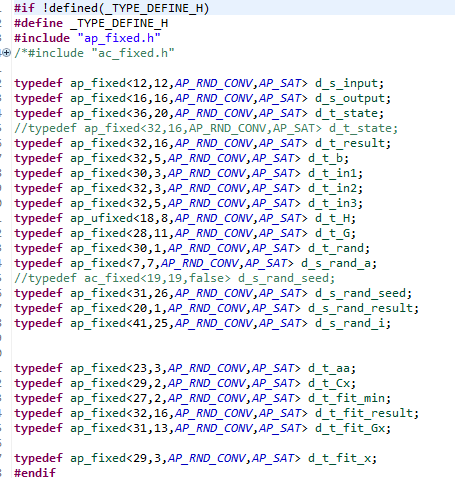 #if !defined(_TYPE_DEFINE_H)
#define _TYPE_DEFINE_H
#include "ap_fixed.h"
/*#include "ac_fixed.h"
typedef ap_fixed<12,12,AP_RND_CONV,AP_SAT> d_s_input;
typedef ap_fixed<16,16,AP_RND_CONV,AP_SAT> d_s_output;
typedef ap_fixed<36,20,AP_RND_CONV,AP_SAT> d_t_state;
//typedef ap_fixed<32,16,AP_RND_CONV,AP_SAT> d_t_state;
typedef ap_fixed<32,16,AP_RND_CONV,AP_SAT> d_t_result;
typedef ap_fixed<32,5,AP_RND_CONV,AP_SAT> d_t_b;
typedef ap_fixed<30,3,AP_RND_CONV,AP_SAT> d_t_in1;
typedef ap_fixed<32,3,AP_RND_CONV,AP_SAT> d_t_in2;
typedef ap_fixed<32,5,AP_RND_CONV,AP_SAT> d_t_in3;
typedef ap_ufixed<18,8,AP_RND_CONV,AP_SAT> d_t_H;
typedef ap_fixed<28,11,AP_RND_CONV,AP_SAT> d_t_G;
typedef ap_fixed<30,1,AP_RND_CONV,AP_SAT> d_t_rand;
typedef ap_fixed<7,7,AP_RND_CONV,AP_SAT> d_s_rand_a;
//typedef ac_fixed<19,19,false> d_s_rand_seed;
typedef ap_fixed<31,26,AP_RND_CONV,AP_SAT> d_s_rand_seed;
typedef ap_fixed<20,1,AP_RND_CONV,AP_SAT> d_s_rand_result;
typedef ap_fixed<41,25,AP_RND_CONV,AP_SAT> d_s_rand_i;
typedef ap_fixed<23,3,AP_RND_CONV,AP_SAT> d_t_aa;
typedef ap_fixed<29,2,AP_RND_CONV,AP_SAT> d_t_Cx;
typedef ap_fixed<27,2,AP_RND_CONV,AP_SAT> d_t_fit_min;
typedef ap_fixed<32,16,AP_RND_CONV,AP_SAT> d_t_fit_result;
typedef ap_fixed<31,13,AP_RND_CONV,AP_SAT> d_t_fit_Gx;
typedef ap_fixed<29,3,AP_RND_CONV,AP_SAT> d_t_fit_x;
#endif